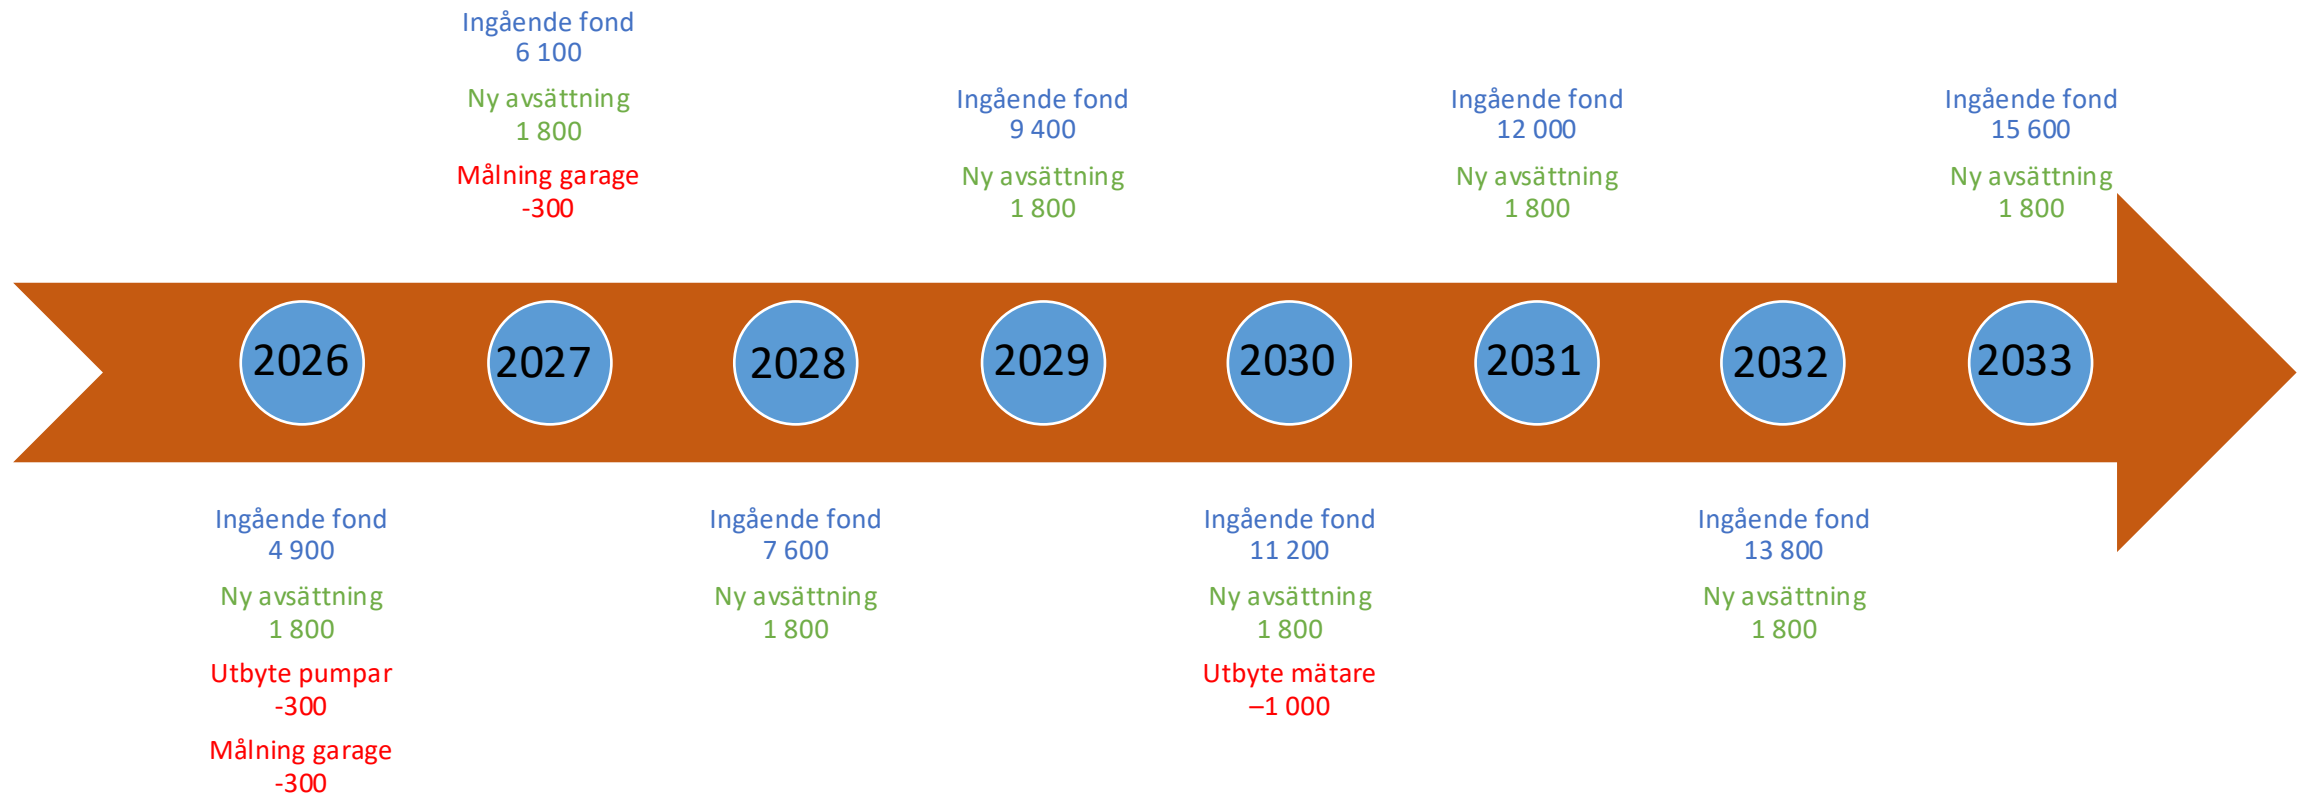 Ingående fond
6 100
Ny avsättning
1 800
Målning garage
-300
Ingående fond
9 400
Ny avsättning
1 800
Ingående fond
12 000
Ny avsättning
1 800
Ingående fond
15 600
Ny avsättning
1 800
2026
2027
2028
2029
2030
2031
2032
2033
Ingående fond
4 900
Ny avsättning
1 800
Utbyte pumpar
-300
Målning garage
-300
Ingående fond
7 600
Ny avsättning
1 800
Ingående fond
11 200
Ny avsättning
1 800
Utbyte mätare
–1 000
Ingående fond
13 800
Ny avsättning
1 800